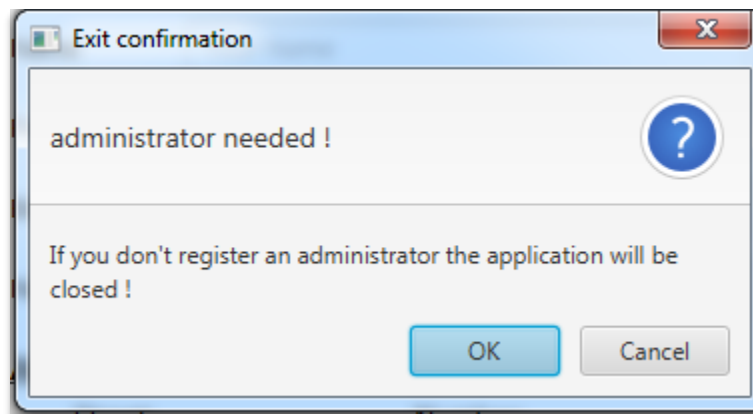 Exit confirmation
administrator needed !
?
If you don't register an administrator the application will be
closed !
OK
Cancel